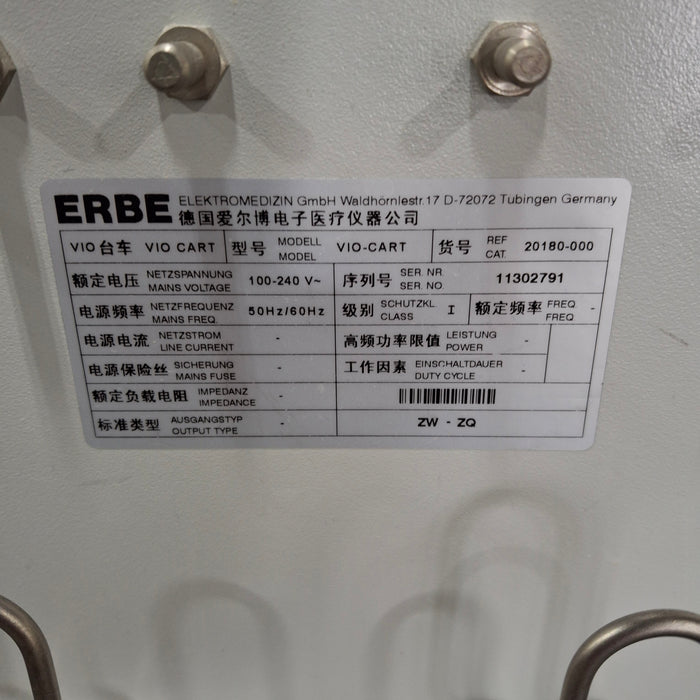 ERBE ELEKTROMEDIZIN GmbH Waldhörnlestr.17 D-72072 Tübingen Germany
德国爱尔博电子医疗仪器公司
VIO台车 VIO CART 型号 MODELL MODEL VIO-CART 货号 REF CAT. 20180-000
额定电压 NETZSPANNUNG MAINS VOLTAGE 100-240 V~ 序列号 SER. NR. SER. NO. 11302791
电源频率 NETZFREQUENZ MAINS FREQ. 50Hz/60Hz 级别 SCHUTZKL. CLASS I 额定频率 FREQ. FREQ. -
电源电流 NETZSTROM LINE CURRENT - 高频功率限值 LEISTUNG POWER -
电源保险丝 SICHERUNG MAINS FUSE - 工作因素 EINSCHALTDAUER DUTY CYCLE -
额定负载电阻 IMPEDANZ IMPEDANCE -
标准类型 AUSGANGSTYP OUTPUT TYPE - ZW - ZQ